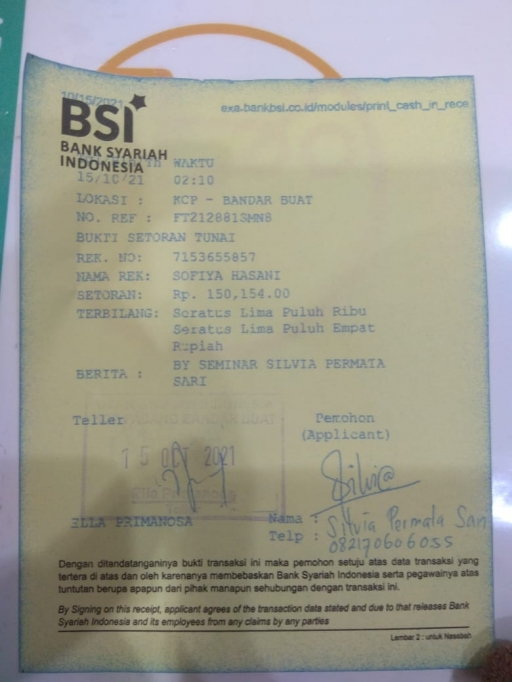 10/15/2021
exa.bankbsi.co.id/modules/print_cash_in_rece
BSI
BANK SYARIAH
INDONESIA
WAKTU
15/10/21 02:10
LOKASI : KCP - BANDAR BUAT
NO. REF : FT212881SMN8
BUKTI SETORAN TUNAI
REK. NO: 7153655857
NAMA REK: SOFIYA HASANI
SETORAN: Rp. 150,154.00
TERBILANG: Seratus Lima Puluh Ribu
Seratus Lima Puluh Empat
Rupiah
BERITA : BY SEMINAR SILVIA PERMATA
SARI
Teller Pemohon
(Applicant)
BANDAR BUAT
15 OCT 2021
Silvia
Ella Primanosa
ELLA PRIMANOSA
Nama : Silvia Permata Sari
Telp : 082170606035
Dengan ditandatanganinya bukti transaksi ini maka pemohon setuju atas data transaksi yang
tertera di atas dan oleh karenanya membebaskan Bank Syariah Indonesia serta pegawainya atas
tuntutan berupa apapun dari pihak manapun sehubungan dengan transaksi ini.
By Signing on this receipt, applicant agrees of the transaction data stated and due to that releases Bank
Syariah Indonesia and its employees from any claims by any parties
Lembar 2 : untuk Nasabah